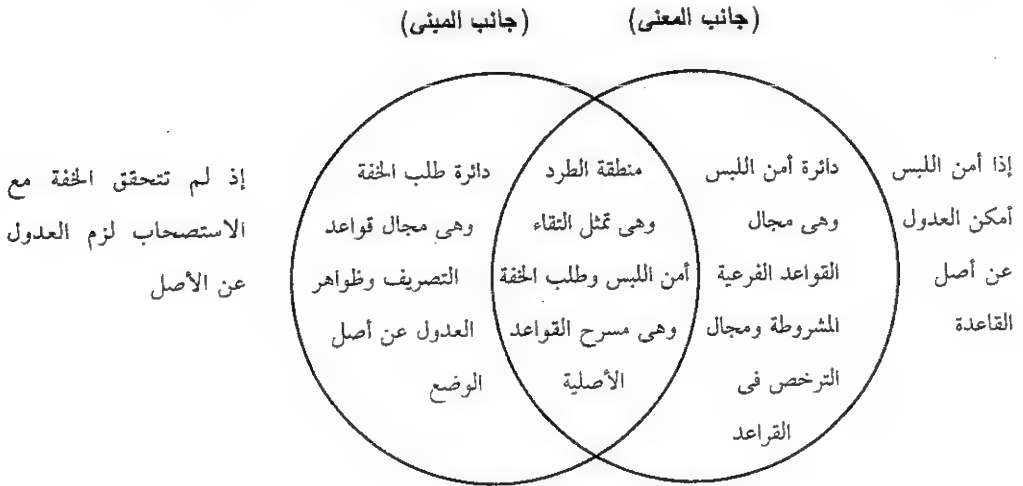 (جانب المعنى)
(جانب المبنى)
إذا أمن اللبس
أمكن العدول
عن أصل
القاعدة
دائرة أمن اللبس
وهى مجال
القواعد الفرعية
المشروطة ومجال
الترخص فى
القراعد
منطقة الطرد
وهى تمثل التقاء
أمن اللبس وطلب الخفة
وهى مسرح القواعد
الأصلية
دائرة طلب الخفة
وهى مجال قواعد
التصريف وظواهر
العدول عن أصل
الوضع
إذ لم تتحقق الخفة مع
الاستصحاب لزم العدول
عن الأصل